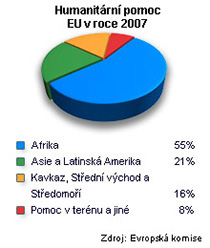 Humanitární pomoc
EU v roce 2007
Afrika 55%
Asie a Latinská Amerika 21%
Kavkaz, Střední východ a
Středomoří 16%
Pomoc v terénu a jiné 8%
Zdroj: Evropská komise